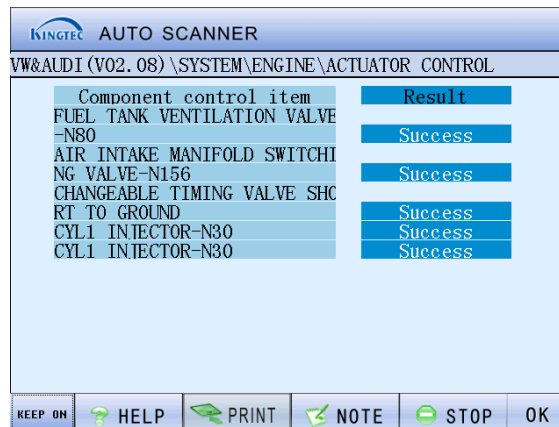 KINGTEC AUTO SCANNER
VW&AUDI(V02.08)\SYSTEM\ENGINE\ACTUATOR CONTROL
Component control item Result
FUEL TANK VENTILATION VALVE
-N80 Success
AIR INTAKE MANIFOLD SWITCHI
NG VALVE-N156 Success
CHANGEABLE TIMING VALVE SHO
RT TO GROUND Success
CYL1 INJECTOR-N30 Success
CYL1 INJECTOR-N30 Success
KEEP ON HELP PRINT NOTE STOP OK